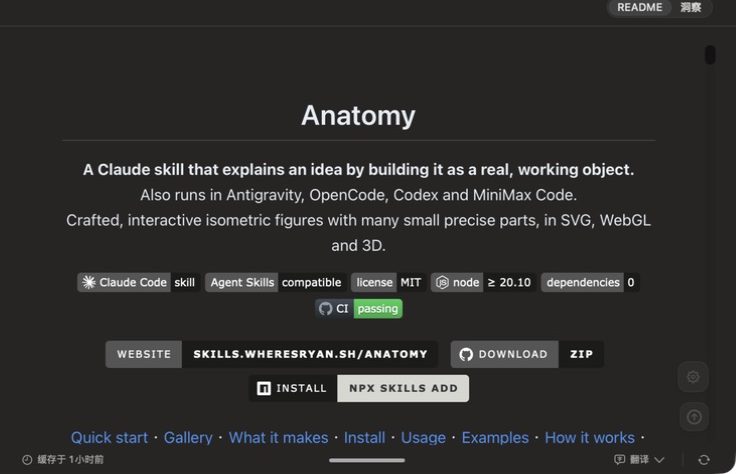 README 洞察
Anatomy
A Claude skill that explains an idea by building it as a real, working object.
Also runs in Antigravity, OpenCode, Codex and MiniMax Code.
Crafted, interactive isometric figures with many small precise parts, in SVG, WebGL
and 3D.
Claude Code skill Agent Skills compatible license MIT node ≥ 20.10 dependencies 0
CI passing
WEBSITE SKILLS.WHERESRYAN.SH/ANATOMY DOWNLOAD ZIP
INSTALL NPX SKILLS ADD
Quick start · Gallery · What it makes · Install · Usage · Examples · How it works ·
缓存于 1小时前 翻译